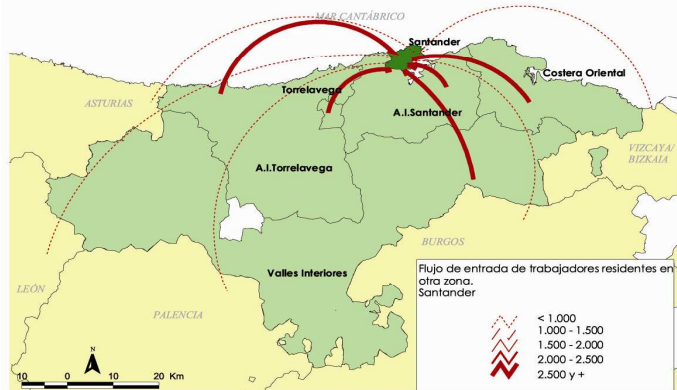 MAR CANTÁBRICO
Santander
Costera Oriental
Torrelavega
ASTURIAS
A.I.Santander
VIZCAYA/
BIZKAIA
A.I.Torrelavega
BURGOS
Valles Interiores
LEÓN
PALENCIA
Flujo de entrada de trabajadores residentes en
otra zona.
Santander
< 1.000
1.000 - 1.500
1.500 - 2.000
2.000 - 2.500
2.500 y +
N
10 0 10 20 Km